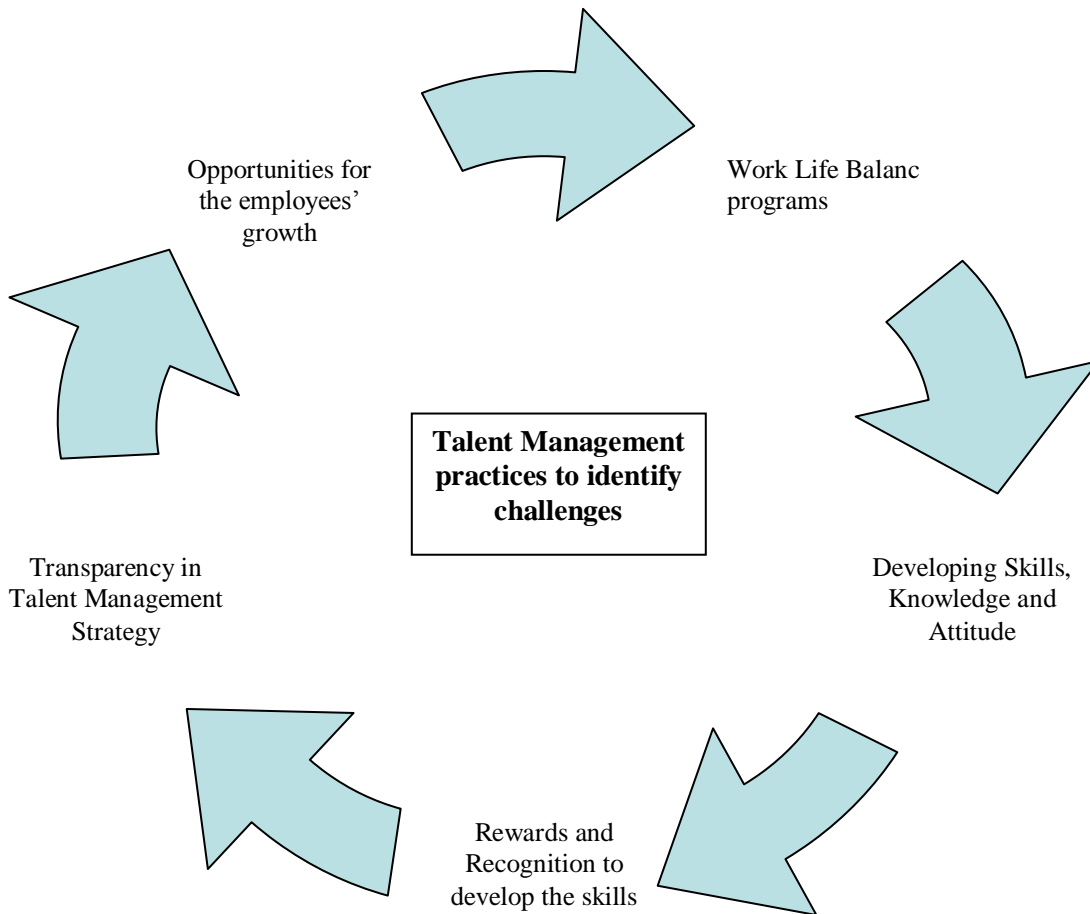 Opportunities for
the employees’
growth
Work Life Balanc
programs
Talent Management
practices to identify
challenges
Transparency in
Talent Management
Strategy
Developing Skills,
Knowledge and
Attitude
Rewards and
Recognition to
develop the skills